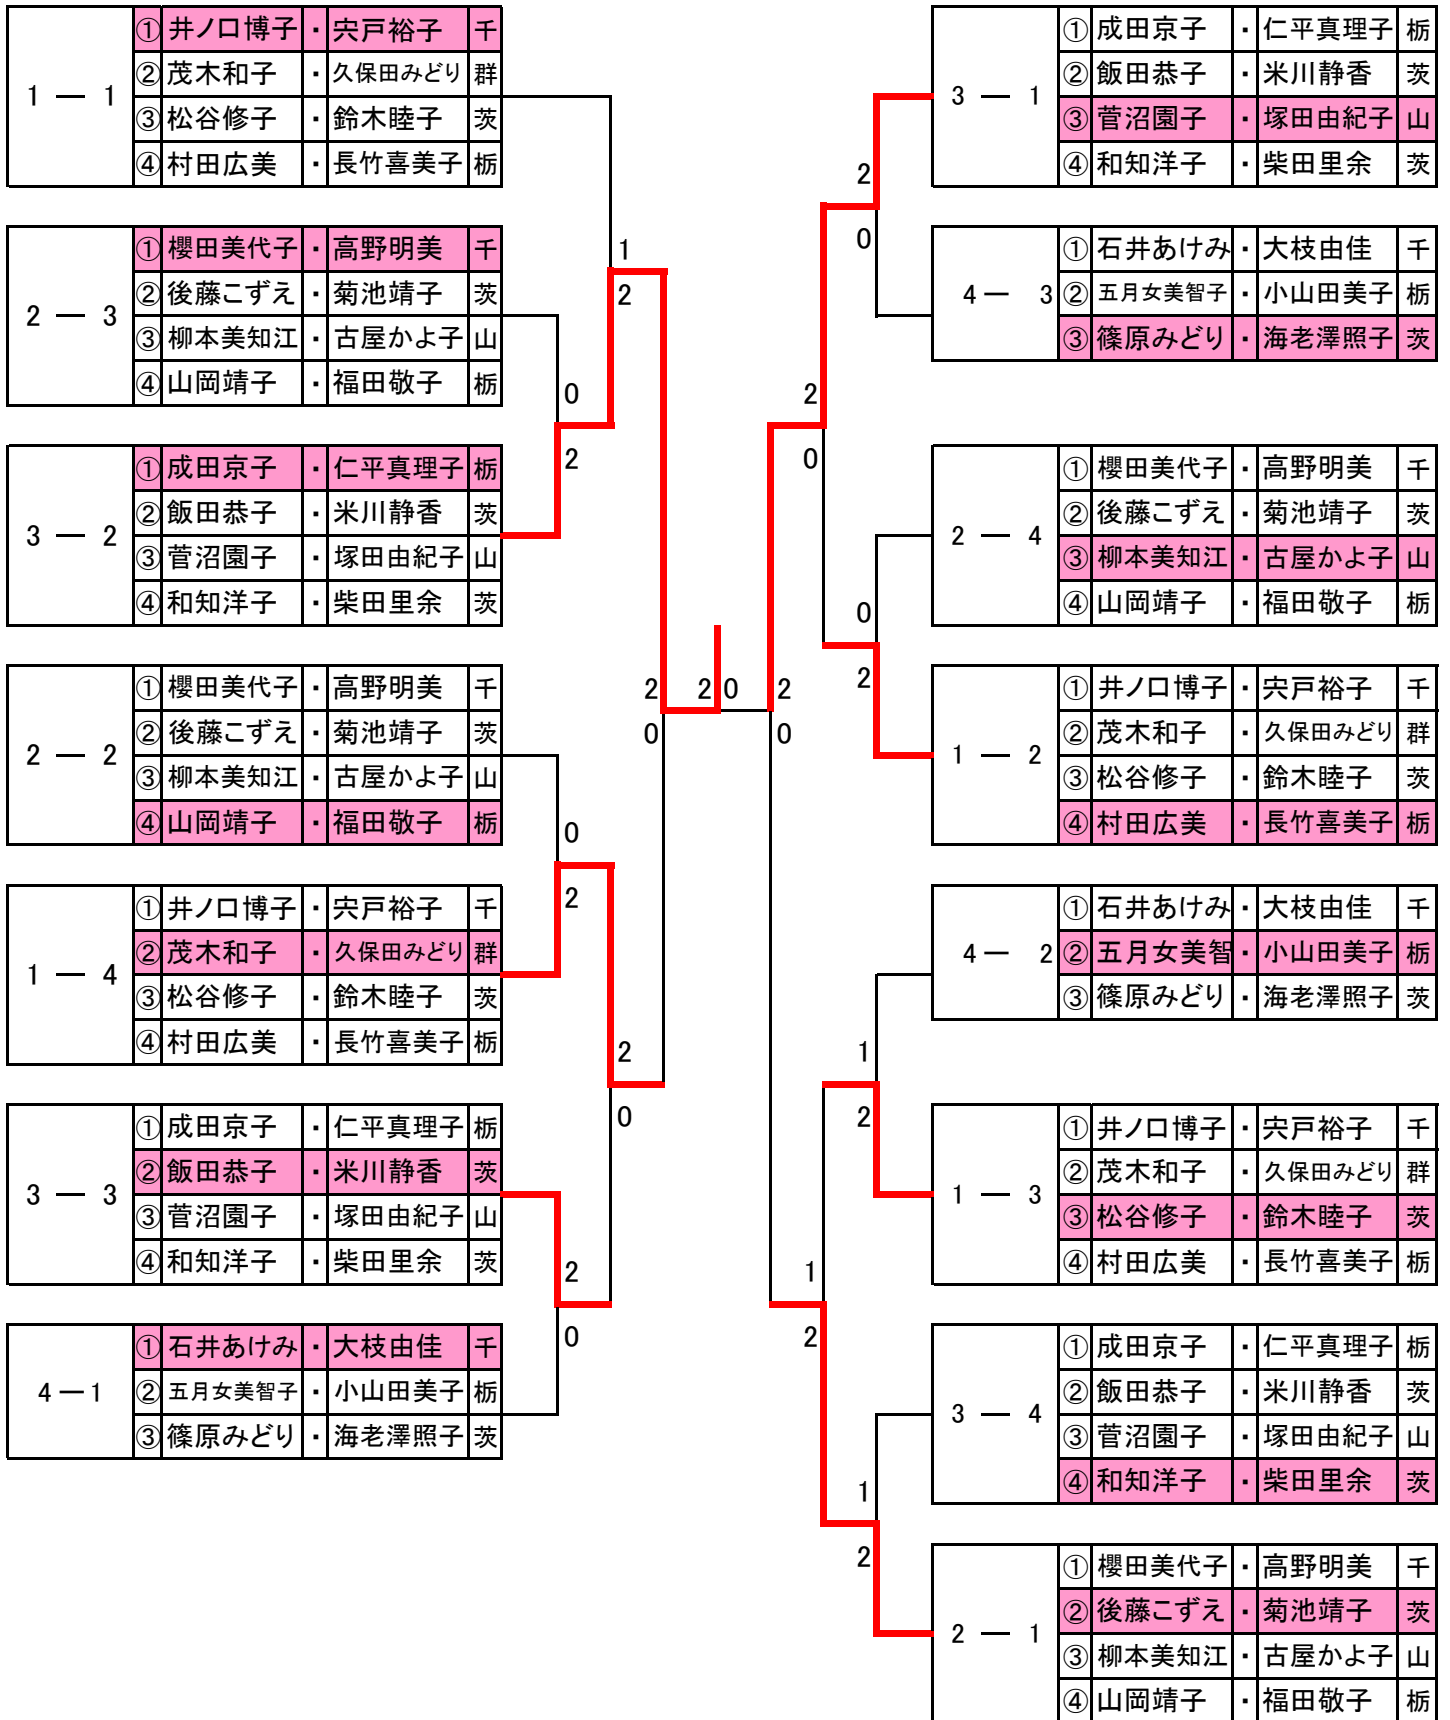 1 — 1
① 井ノ口博子 ・ 宍戸裕子 千
② 茂木和子 ・ 久保田みどり 群
③ 松谷修子 ・ 鈴木睦子 茨
④ 村田広美 ・ 長竹喜美子 栃
2 — 3
① 櫻田美代子 ・ 高野明美 千
② 後藤こずえ ・ 菊池靖子 茨
③ 柳本美知江 ・ 古屋かよ子 山
④ 山岡靖子 ・ 福田敬子 栃
3 — 2
① 成田京子 ・ 仁平真理子 栃
② 飯田恭子 ・ 米川静香 茨
③ 菅沼園子 ・ 塚田由紀子 山
④ 和知洋子 ・ 柴田里余 茨
2 — 2
① 櫻田美代子 ・ 高野明美 千
② 後藤こずえ ・ 菊池靖子 茨
③ 柳本美知江 ・ 古屋かよ子 山
④ 山岡靖子 ・ 福田敬子 栃
1 — 4
① 井ノ口博子 ・ 宍戸裕子 千
② 茂木和子 ・ 久保田みどり 群
③ 松谷修子 ・ 鈴木睦子 茨
④ 村田広美 ・ 長竹喜美子 栃
3 — 3
① 成田京子 ・ 仁平真理子 栃
② 飯田恭子 ・ 米川静香 茨
③ 菅沼園子 ・ 塚田由紀子 山
④ 和知洋子 ・ 柴田里余 茨
4 — 1
① 石井あけみ ・ 大枝由佳 千
② 五月女美智子 ・ 小山田美子 栃
③ 篠原みどり ・ 海老澤照子 茨
1
2
0
2
0
2
2
0
2
0
2
0
2 0
2
0
2
0
2
0
0
2
1
2
1
2
1
2
3 — 1
① 成田京子 ・ 仁平真理子 栃
② 飯田恭子 ・ 米川静香 茨
③ 菅沼園子 ・ 塚田由紀子 山
④ 和知洋子 ・ 柴田里余 茨
4 — 3
① 石井あけみ ・ 大枝由佳 千
② 五月女美智子 ・ 小山田美子 栃
③ 篠原みどり ・ 海老澤照子 茨
2 — 4
① 櫻田美代子 ・ 高野明美 千
② 後藤こずえ ・ 菊池靖子 茨
③ 柳本美知江 ・ 古屋かよ子 山
④ 山岡靖子 ・ 福田敬子 栃
1 — 2
① 井ノ口博子 ・ 宍戸裕子 千
② 茂木和子 ・ 久保田みどり 群
③ 松谷修子 ・ 鈴木睦子 茨
④ 村田広美 ・ 長竹喜美子 栃
4 — 2
① 石井あけみ ・ 大枝由佳 千
② 五月女美智 ・ 小山田美子 栃
③ 篠原みどり ・ 海老澤照子 茨
1 — 3
① 井ノ口博子 ・ 宍戸裕子 千
② 茂木和子 ・ 久保田みどり 群
③ 松谷修子 ・ 鈴木睦子 茨
④ 村田広美 ・ 長竹喜美子 栃
3 — 4
① 成田京子 ・ 仁平真理子 栃
② 飯田恭子 ・ 米川静香 茨
③ 菅沼園子 ・ 塚田由紀子 山
④ 和知洋子 ・ 柴田里余 茨
2 — 1
① 櫻田美代子 ・ 高野明美 千
② 後藤こずえ ・ 菊池靖子 茨
③ 柳本美知江 ・ 古屋かよ子 山
④ 山岡靖子 ・ 福田敬子 栃